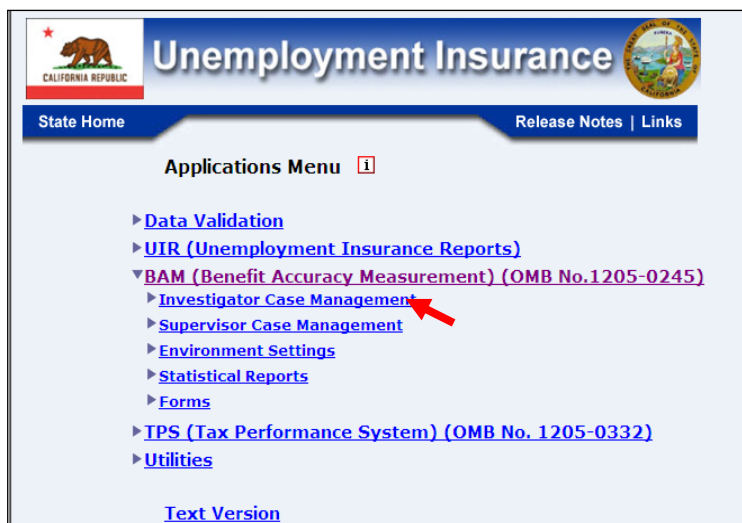 CALIFORNIA REPUBLIC
Unemployment Insurance
State Home
Release Notes | Links
Applications Menu i
Data Validation
UIR (Unemployment Insurance Reports)
BAM (Benefit Accuracy Measurement) (OMB No.1205-0245)
Investigator Case Management
Supervisor Case Management
Environment Settings
Statistical Reports
Forms
TPS (Tax Performance System) (OMB No. 1205-0332)
Utilities
Text Version